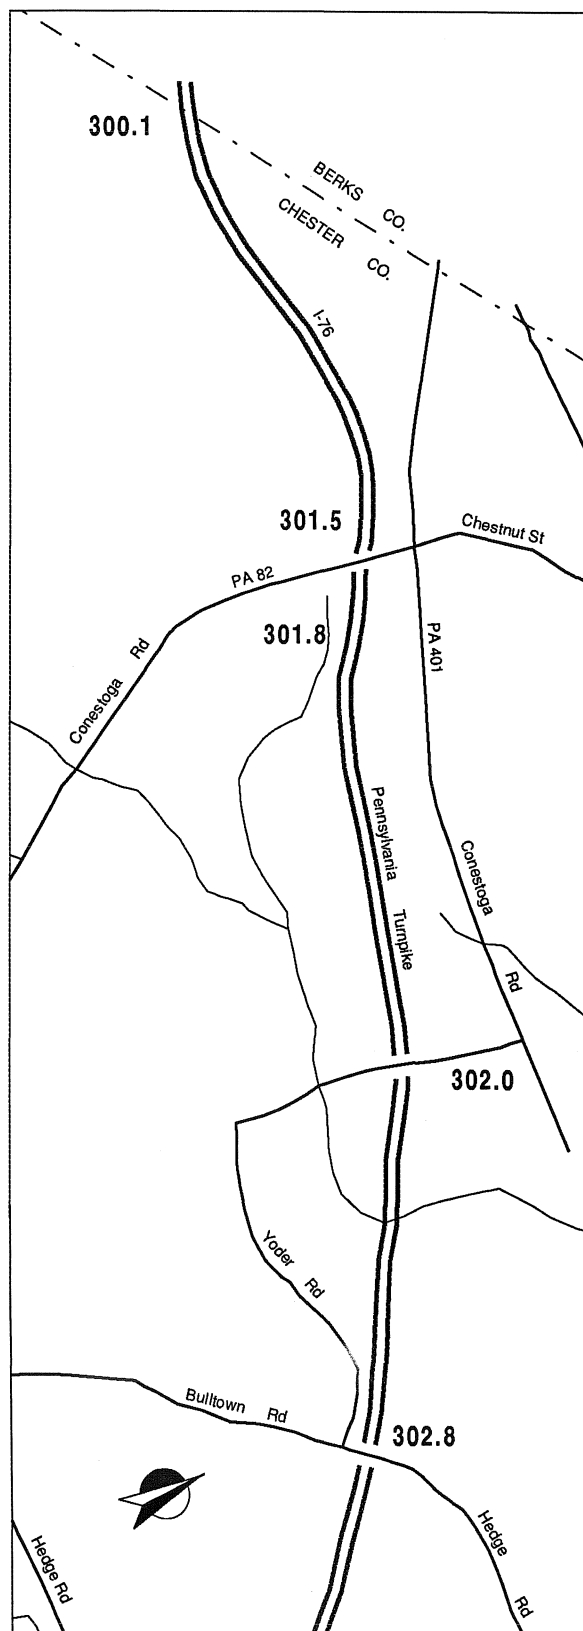 300.1
BERKS CO.
CHESTER CO.
I-76
301.5
Chestnut St
PA 82
301.8
PA 401
Conestoga Rd
Pennsylvania Turnpike
Conestoga Rd
302.0
Yoder Rd
Bulltown Rd
302.8
Hedge Rd
Hedge Rd